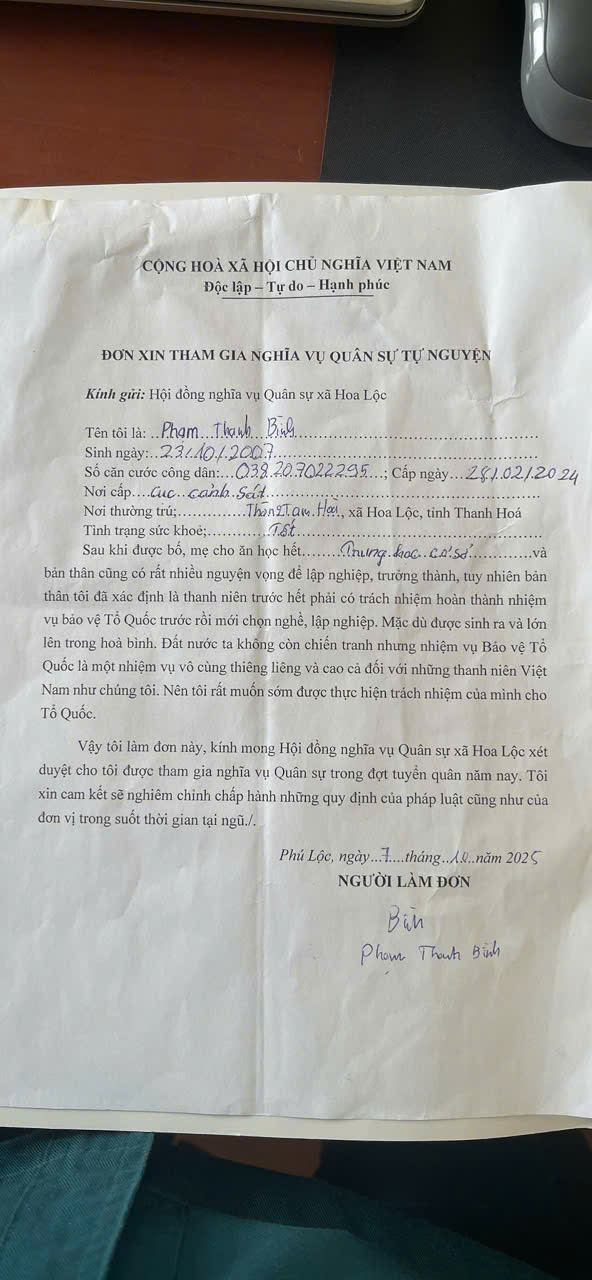 CỘNG HOÀ XÃ HỘI CHỦ NGHĨA VIỆT NAM
Độc lập – Tự do – Hạnh phúc
ĐƠN XIN THAM GIA NGHĨA VỤ QUÂN SỰ TỰ NGUYỆN
Kính gửi: Hội đồng nghĩa vụ Quân sự xã Hoa Lộc
Tên tôi là: Phạm Thanh Bình
Sinh ngày: 23/10/2007
Số căn cước công dân: 038207022295; Cấp ngày 28/02/2024
Nơi cấp cục cảnh sát
Nơi thường trú; Thôn Tam Hoà, xã Hoa Lộc, tỉnh Thanh Hoá
Tình trạng sức khoẻ; Tốt
Sau khi được bố, mẹ cho ăn học hết Trung học cơ sở và
bản thân cũng có rất nhiều nguyện vọng để lập nghiệp, trưởng thành, tuy nhiên bản
thân tôi đã xác định là thanh niên trước hết phải có trách nhiệm hoàn thành nhiệm
vụ bảo vệ Tổ Quốc trước rồi mới chọn nghề, lập nghiệp. Mặc dù được sinh ra và lớn
lên trong hoà bình. Đất nước ta không còn chiến tranh nhưng nhiệm vụ Bảo vệ Tổ
Quốc là một nhiệm vụ vô cùng thiêng liêng và cao cả đối với những thanh niên Việt
Nam như chúng tôi. Nên tôi rất muốn sớm được thực hiện trách nhiệm của mình cho
Tổ Quốc.
Vậy tôi làm đơn này, kính mong Hội đồng nghĩa vụ Quân sự xã Hoa Lộc xét
duyệt cho tôi được tham gia nghĩa vụ Quân sự trong đợt tuyển quân năm nay. Tôi
xin cam kết sẽ nghiêm chỉnh chấp hành những quy định của pháp luật cũng như của
đơn vị trong suốt thời gian tại ngũ./.
Phú Lộc, ngày 7 tháng 10 năm 2025
NGƯỜI LÀM ĐƠN
Bình
Phạm Thanh Bình